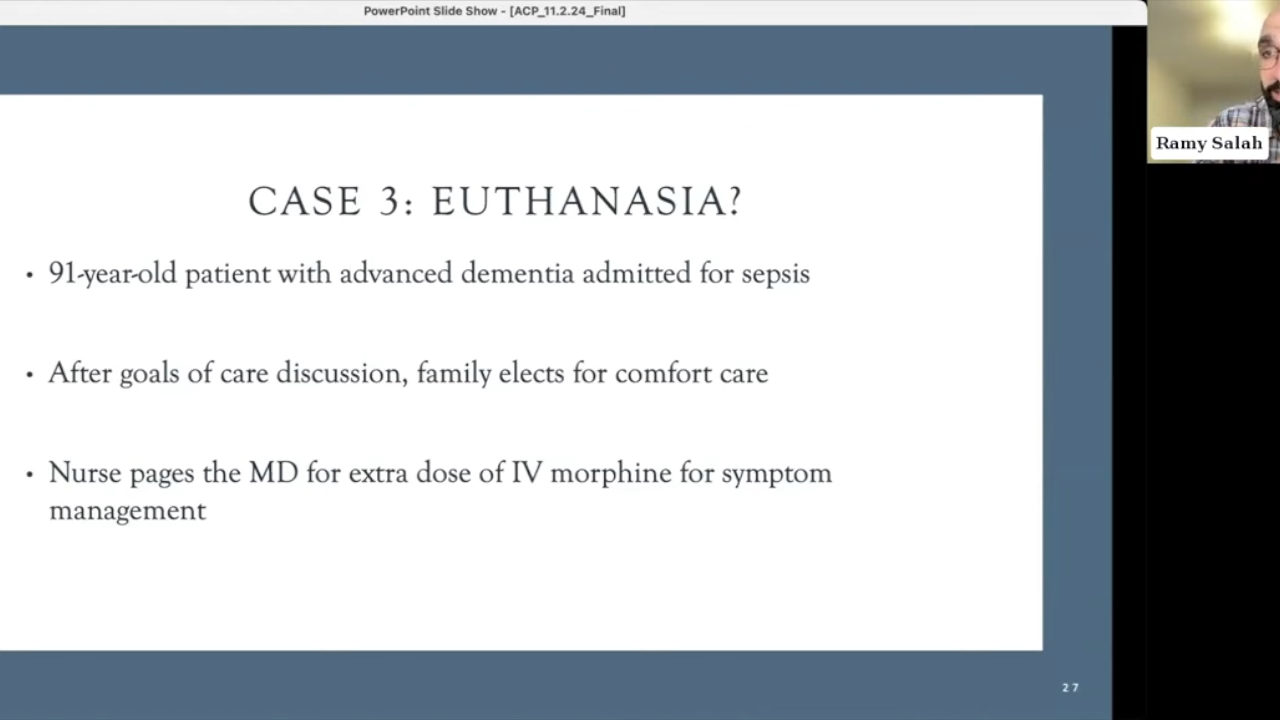 PowerPoint Slide Show - [ACP_11.2.24_Final]
Ramy Salah
CASE 3: EUTHANASIA?
• 91-year-old patient with advanced dementia admitted for sepsis
• After goals of care discussion, family elects for comfort care
• Nurse pages the MD for extra dose of IV morphine for symptom
management
27